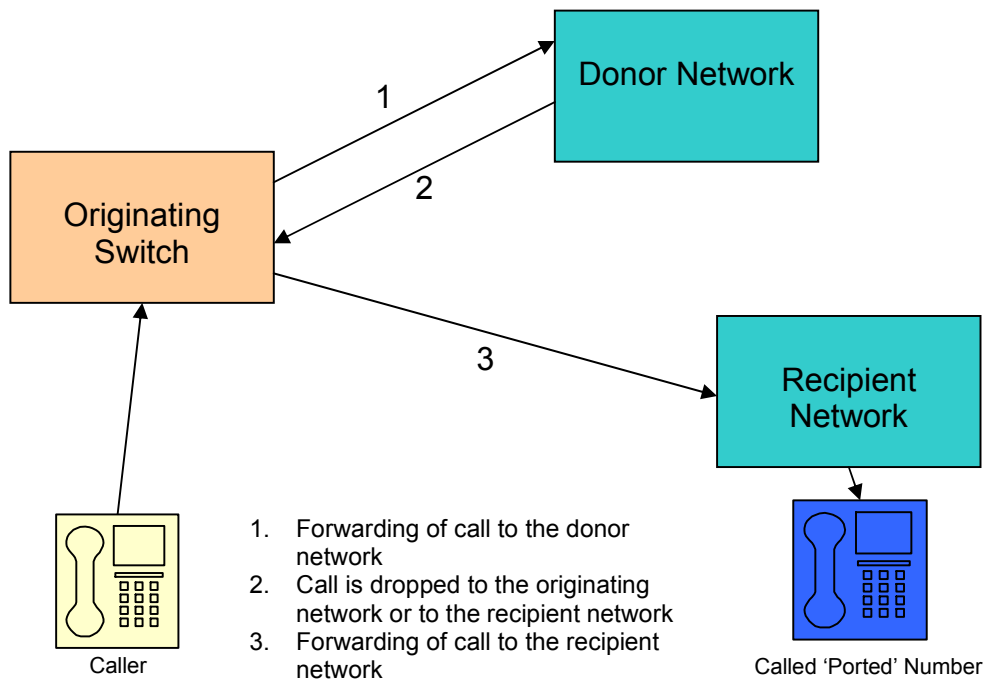 Donor Network
1
2
Originating
Switch
3
Recipient
Network
1. Forwarding of call to the donor
network
2. Call is dropped to the originating
network or to the recipient network
3. Forwarding of call to the recipient
network
Caller
Called ‘Ported’ Number